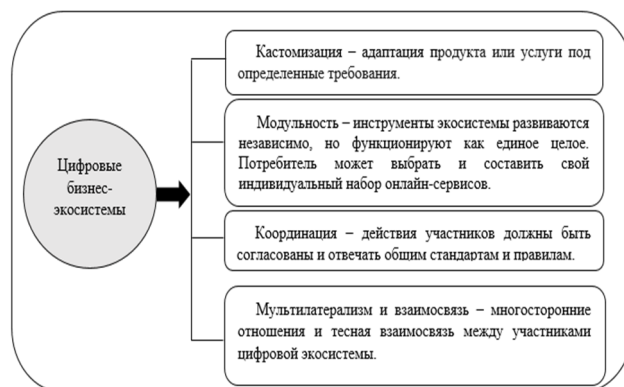 Цифровые
бизнес-
экосистемы
Кастомизация – адаптация продукта или услуги под
определенные требования.
Модульность – инструменты экосистемы развиваются
независимо, но функционируют как единое целое.
Потребитель может выбрать и составить свой
индивидуальный набор онлайн-сервисов.
Координация – действия участников должны быть
согласованы и отвечать общим стандартам и правилам.
Мультилатерализм и взаимосвязь – многосторонние
отношения и тесная взаимосвязь между участниками
цифровой экосистемы.